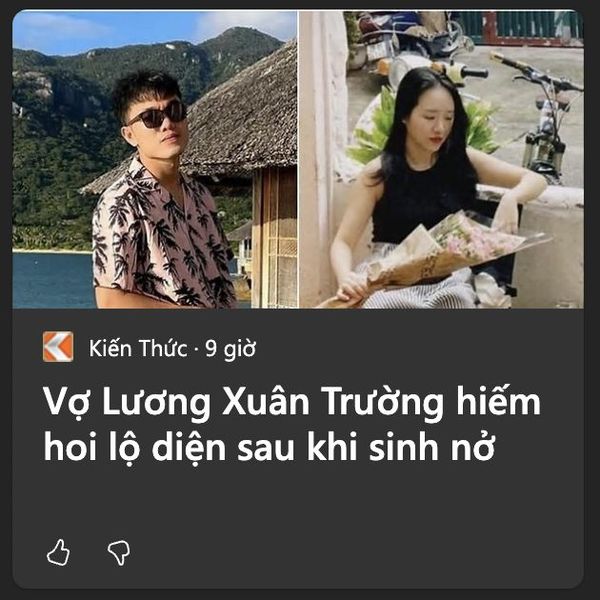 Kiến Thức · 9 giờ
Vợ Lương Xuân Trường hiếm
hoi lộ diện sau khi sinh nở